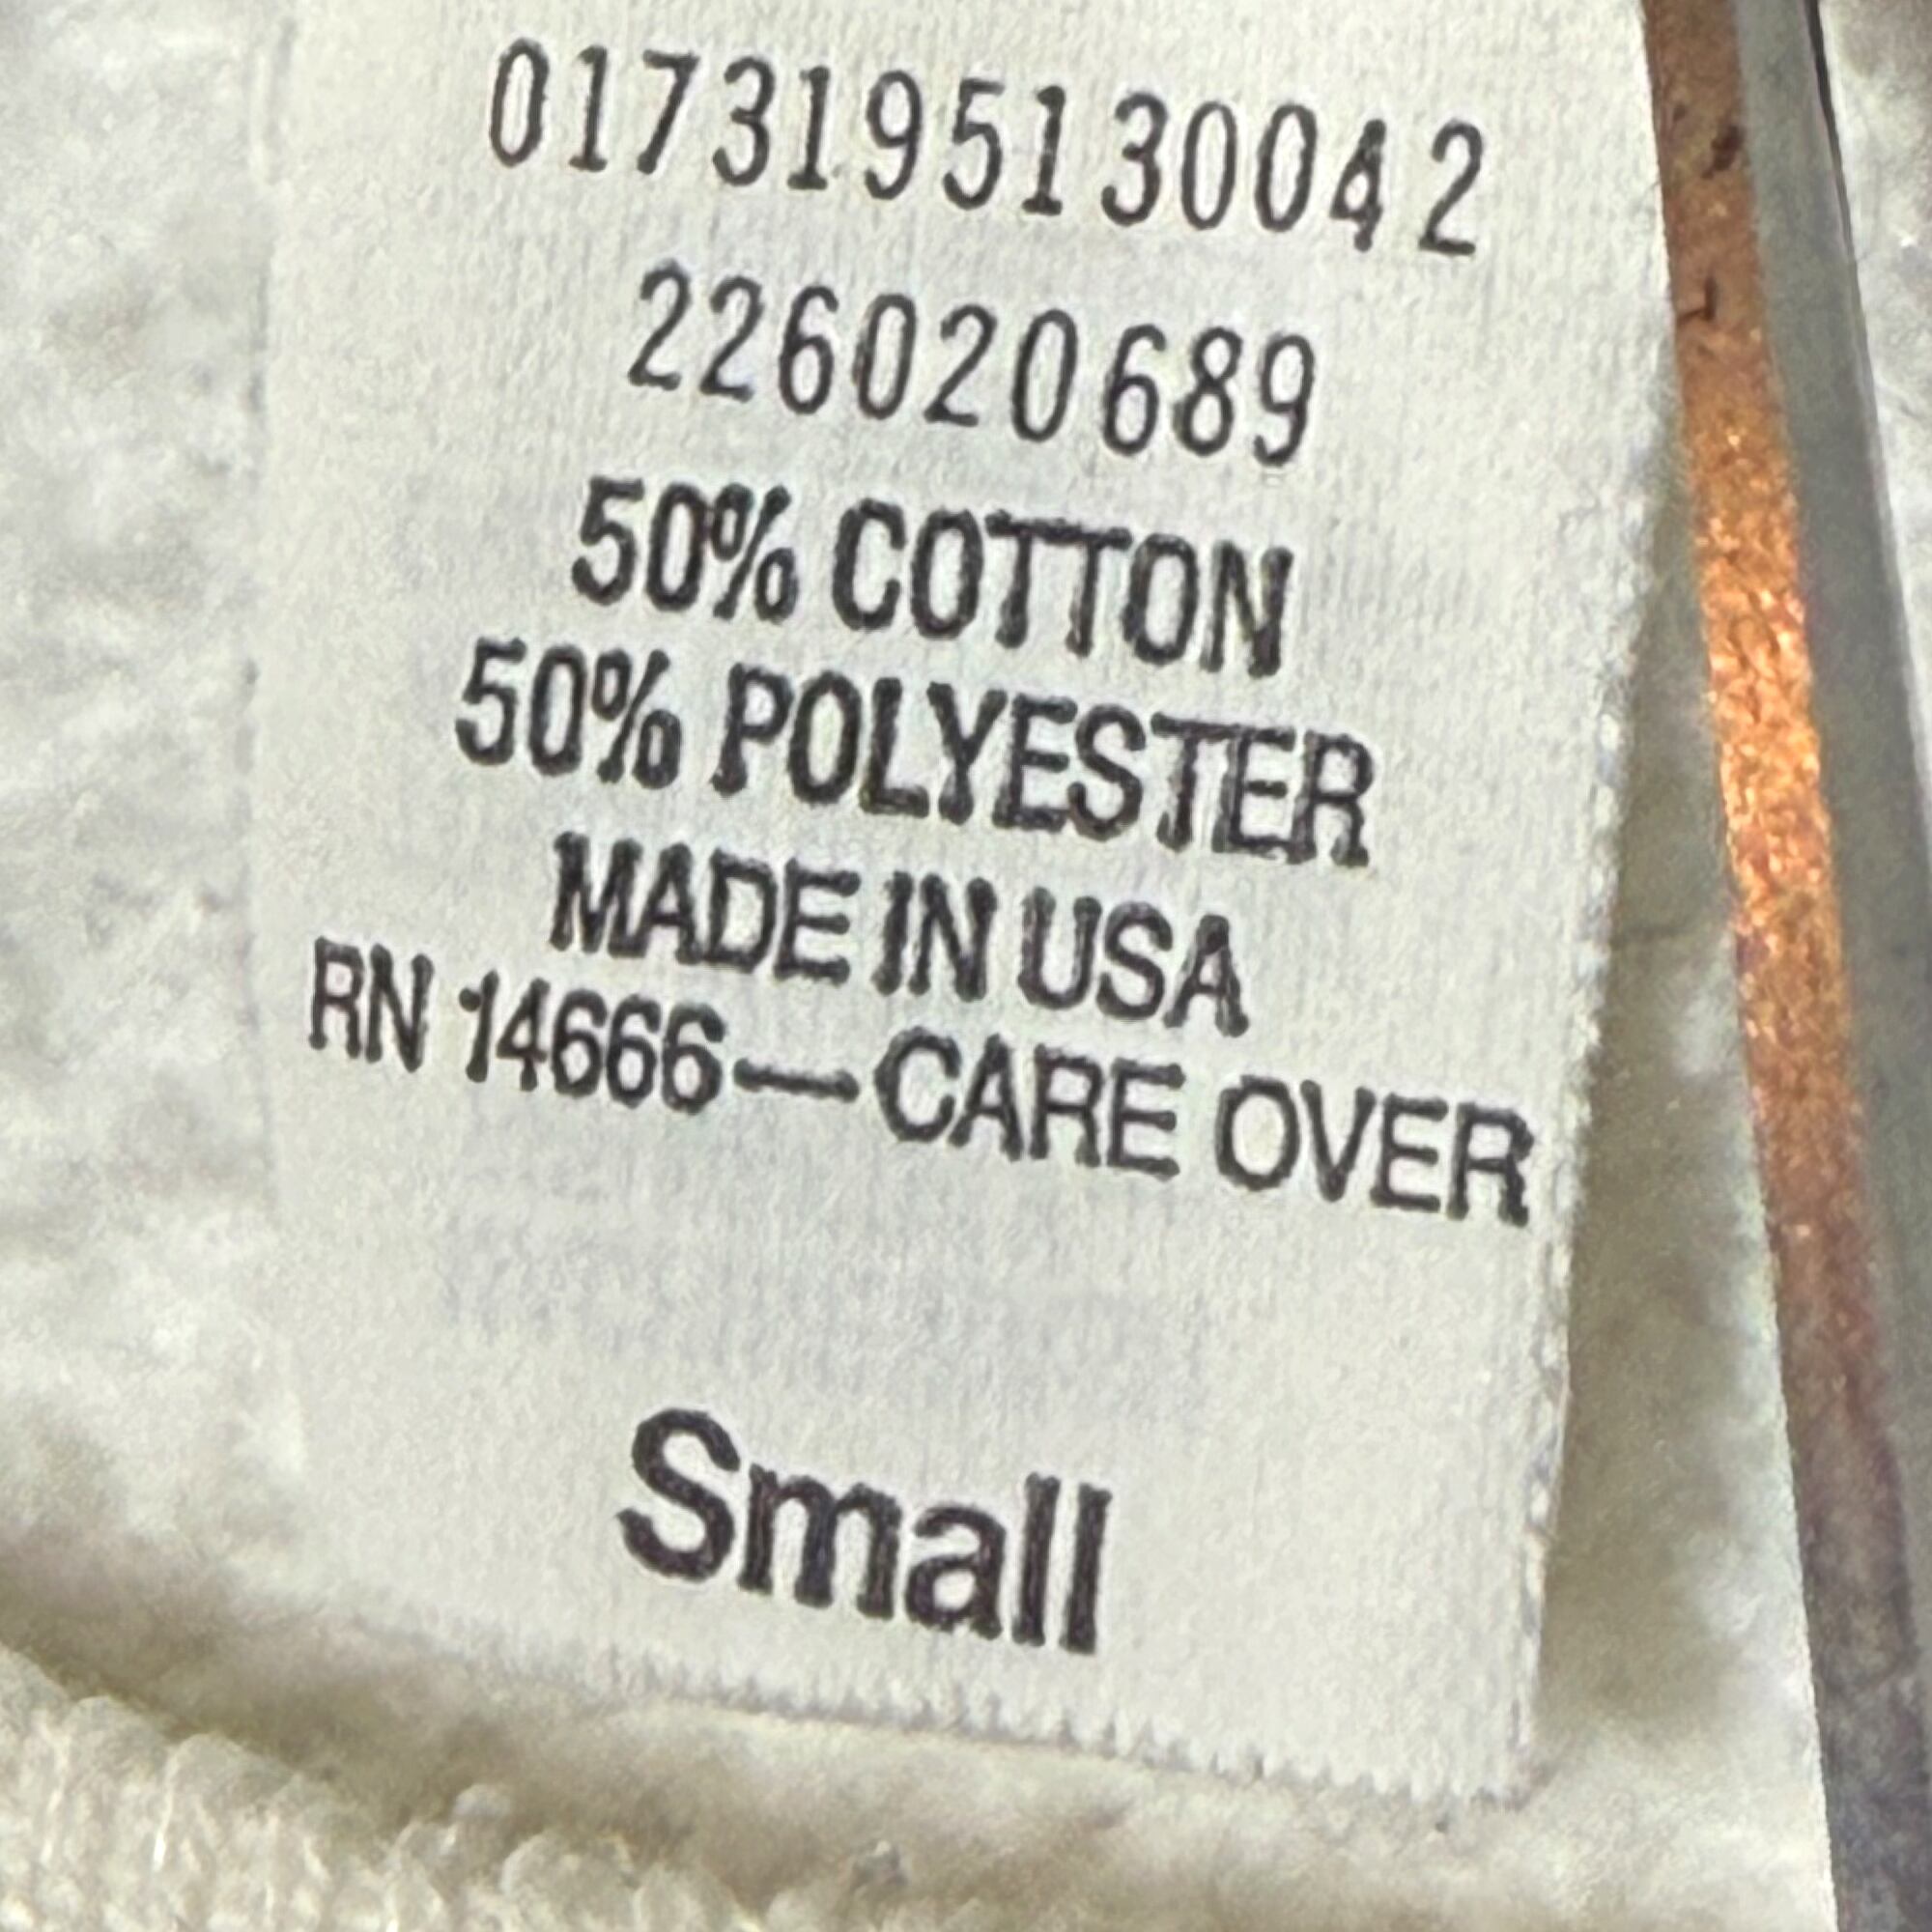 0173195130042
226020689
50% COTTON
50% POLYESTER
MADE IN USA
RN 14666—CARE OVER
Small